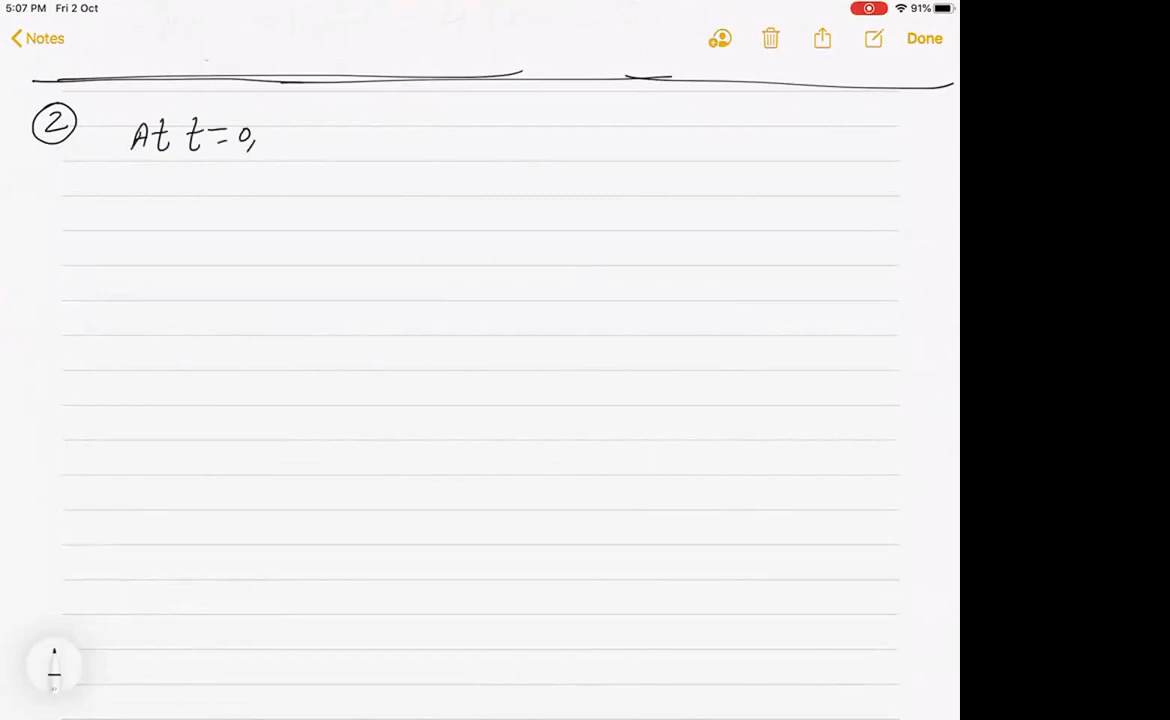 5:07 PM Fri 2 Oct 91%
Notes Done
2 At t = 0,